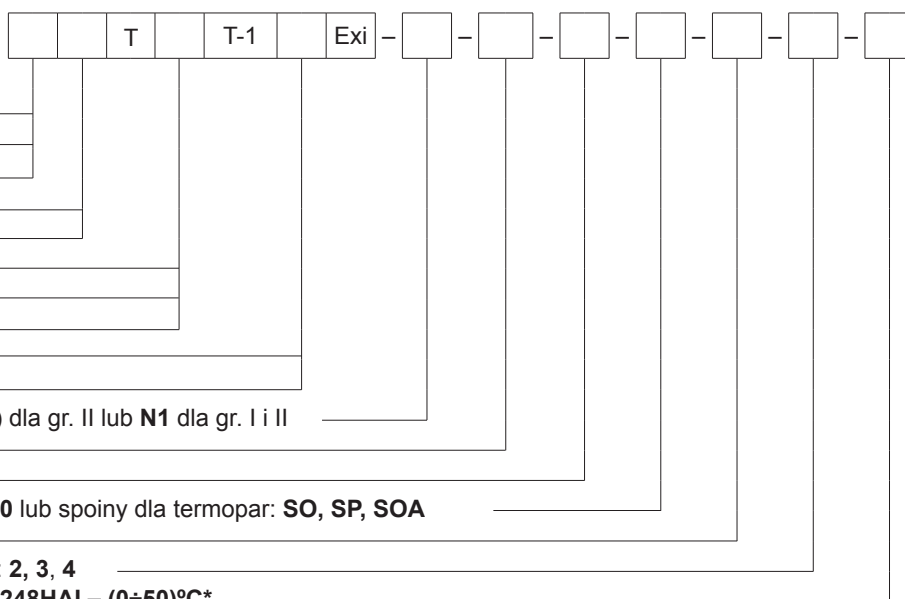 T T-1 Exi – – – – – – –
) dla gr. II lub N1 dla gr. I i II
0 lub spoiny dla termopar: SO, SP, SOA
: 2, 3, 4
248HAI – (0÷50)ºC*